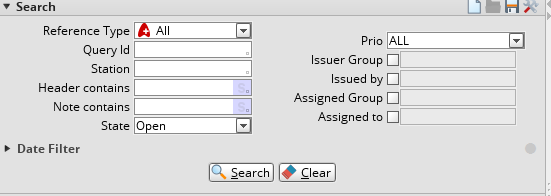 Search
Reference Type All
Query Id
Station
Header contains
Note contains
State Open
Prio ALL
Issuer Group
Issued by
Assigned Group
Assigned to
Date Filter
Search Clear